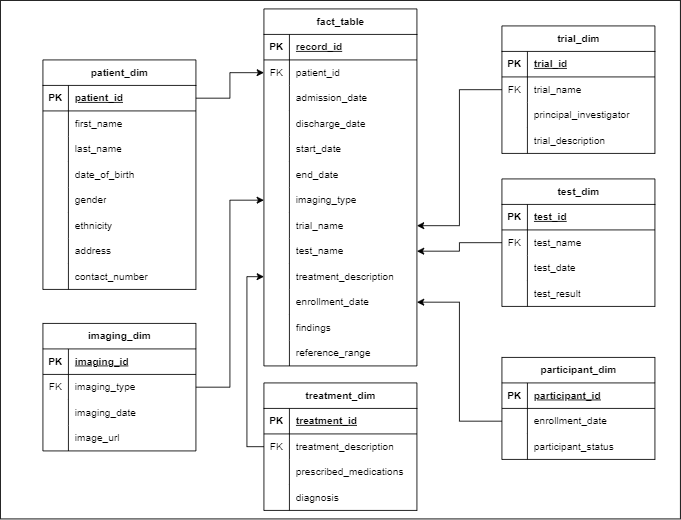 patient_dim
PK patient_id
first_name
last_name
date_of_birth
gender
ethnicity
address
contact_number
imaging_dim
PK imaging_id
FK imaging_type
imaging_date
image_url
fact_table
PK record_id
FK patient_id
admission_date
discharge_date
start_date
end_date
imaging_type
trial_name
test_name
treatment_description
enrollment_date
findings
reference_range
treatment_dim
PK treatment_id
FK treatment_description
prescribed_medications
diagnosis
trial_dim
PK trial_id
FK trial_name
principal_investigator
trial_description
test_dim
PK test_id
FK test_name
test_date
test_result
participant_dim
PK participant_id
enrollment_date
participant_status